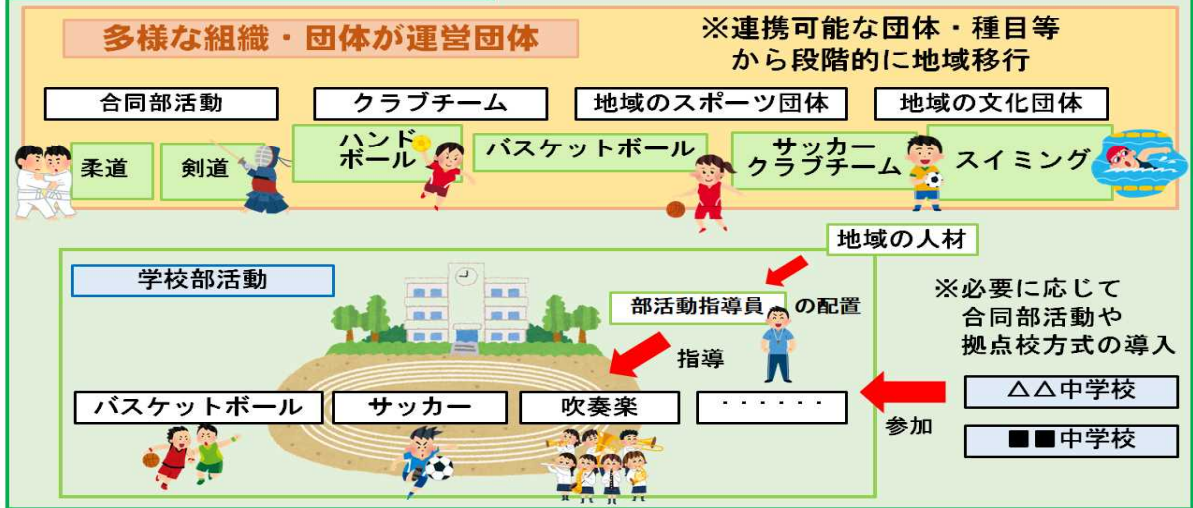 多様な組織・団体が運営団体
※連携可能な団体・種目等
から段階的に地域移行
合同部活動
クラブチーム
地域のスポーツ団体
地域の文化団体
柔道
剣道
ハンド
ボール
バスケットボール
サッカー
クラブチーム
スイミング
地域の人材
学校部活動
部活動指導員 の配置
指導
※必要に応じて
合同部活動や
拠点校方式の導入
バスケットボール
サッカー
吹奏楽
・・・・・・
参加
△△中学校
■■中学校